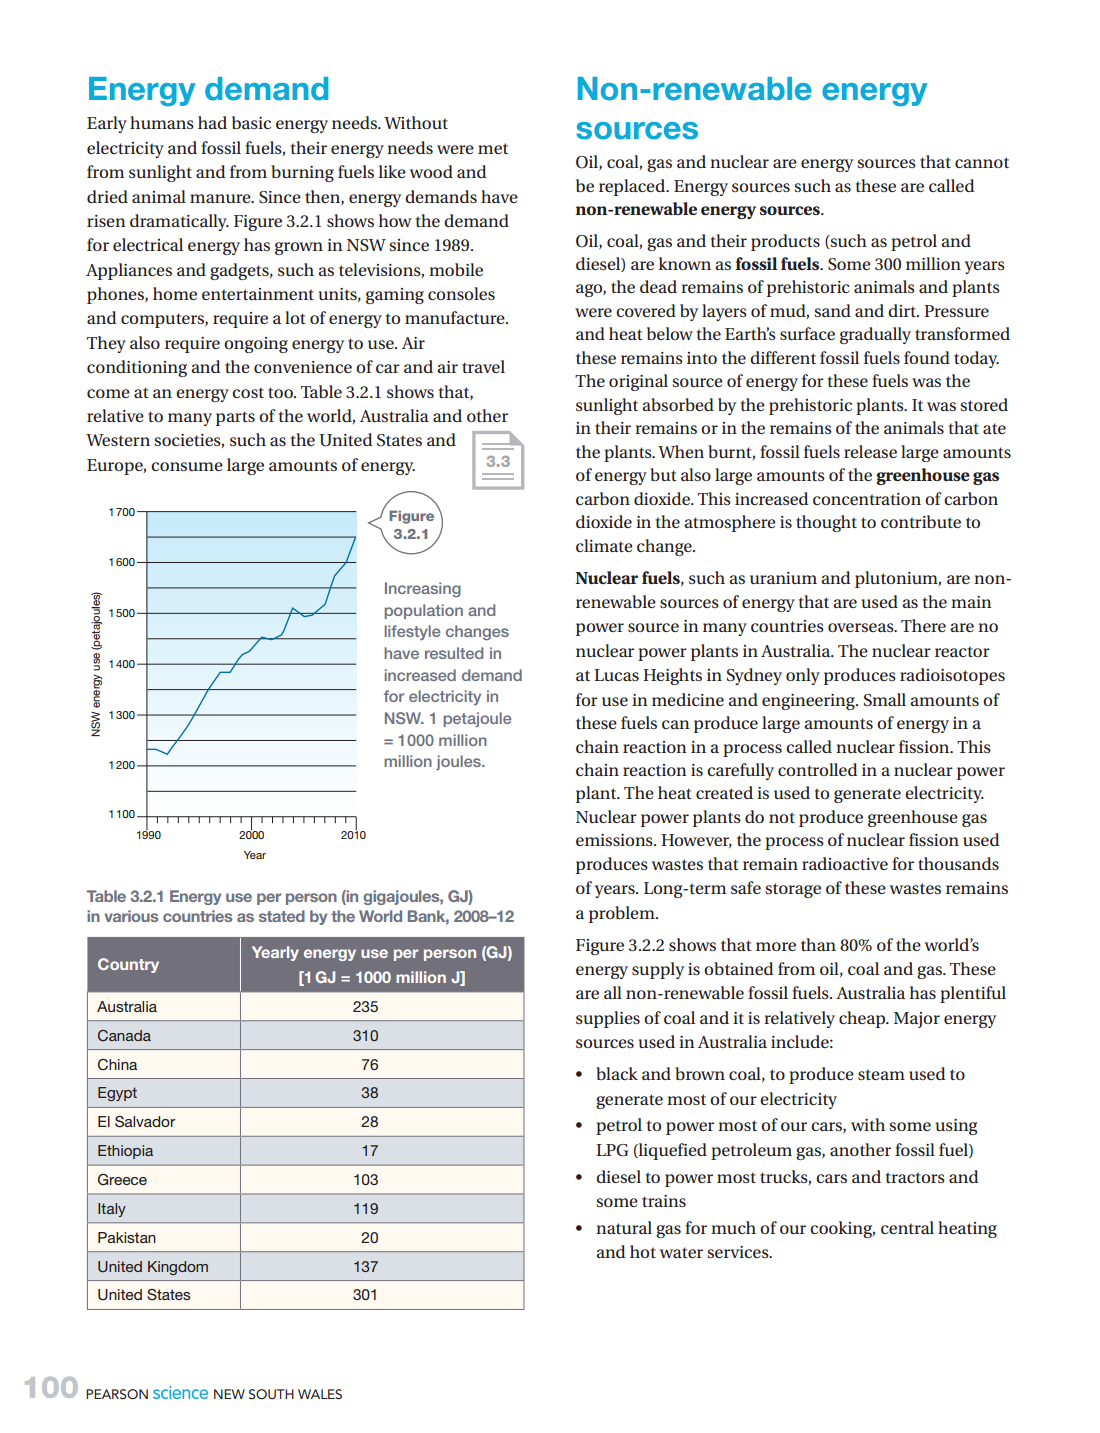 Energy demand
Early humans had basic energy needs. Without
electricity and fossil fuels, their energy needs were met
from sunlight and from burning fuels like wood and
dried animal manure. Since then, energy demands have
risen dramatically. Figure 3.2.1 shows how the demand
for electrical energy has grown in NSW since 1989.
Appliances and gadgets, such as televisions, mobile
phones, home entertainment units, gaming consoles
and computers, require a lot of energy to manufacture.
They also require ongoing energy to use. Air
conditioning and the convenience of car and air travel
come at an energy cost too. Table 3.2.1 shows that,
relative to many parts of the world, Australia and other
Western societies, such as the United States and
Europe, consume large amounts of energy.
3.3
Figure
3.2.1
1700
1600
1500
1400
1300
1200
1100
NSW energy use (petajoules)
1990
2000
2010
Year
Increasing
population and
lifestyle changes
have resulted in
increased demand
for electricity in
NSW. 1 petajoule
= 1000 million
million joules.
Table 3.2.1 Energy use per person (in gigajoules, GJ)
in various countries as stated by the World Bank, 2008–12
Country
Yearly energy use per person (GJ)
[1 GJ = 1000 million J]
Australia 235
Canada 310
China 76
Egypt 38
El Salvador 28
Ethiopia 17
Greece 103
Italy 119
Pakistan 20
United Kingdom 137
United States 301
Non-renewable energy
sources
Oil, coal, gas and nuclear are energy sources that cannot
be replaced. Energy sources such as these are called
non-renewable energy sources.
Oil, coal, gas and their products (such as petrol and
diesel) are known as fossil fuels. Some 300 million years
ago, the dead remains of prehistoric animals and plants
were covered by layers of mud, sand and dirt. Pressure
and heat below the Earth's surface gradually transformed
these remains into the different fossil fuels found today.
The original source of energy for these fuels was the
sunlight absorbed by the prehistoric plants. It was stored
in their remains or in the remains of the animals that ate
the plants. When burnt, fossil fuels release large amounts
of energy but also large amounts of the greenhouse gas
carbon dioxide. This increased concentration of carbon
dioxide in the atmosphere is thought to contribute to
climate change.
Nuclear fuels, such as uranium and plutonium, are non-
renewable sources of energy that are used as the main
power source in many countries overseas. There are no
nuclear power plants in Australia. The nuclear reactor
at Lucas Heights in Sydney only produces radioisotopes
for use in medicine and engineering. Small amounts of
these fuels can produce large amounts of energy in a
chain reaction in a process called nuclear fission. This
chain reaction is carefully controlled in a nuclear power
plant. The heat created is used to generate electricity.
Nuclear power plants do not produce greenhouse gas
emissions. However, the process of nuclear fission used
produces wastes that remain radioactive for thousands
of years. Long-term safe storage of these wastes remains
a problem.
Figure 3.2.2 shows that more than 80% of the world's
energy supply is obtained from oil, coal and gas. These
are all non-renewable fossil fuels. Australia has plentiful
supplies of coal and it is relatively cheap. Major energy
sources used in Australia include:
• black and brown coal, to produce steam used to
generate most of our electricity
• petrol to power most of our cars, with some using
LPG (liquefied petroleum gas, another fossil fuel)
• diesel to power most trucks, cars and tractors and
some trains
• natural gas for much of our cooking, central heating
and hot water services.
100 PEARSON science NEW SOUTH WALES